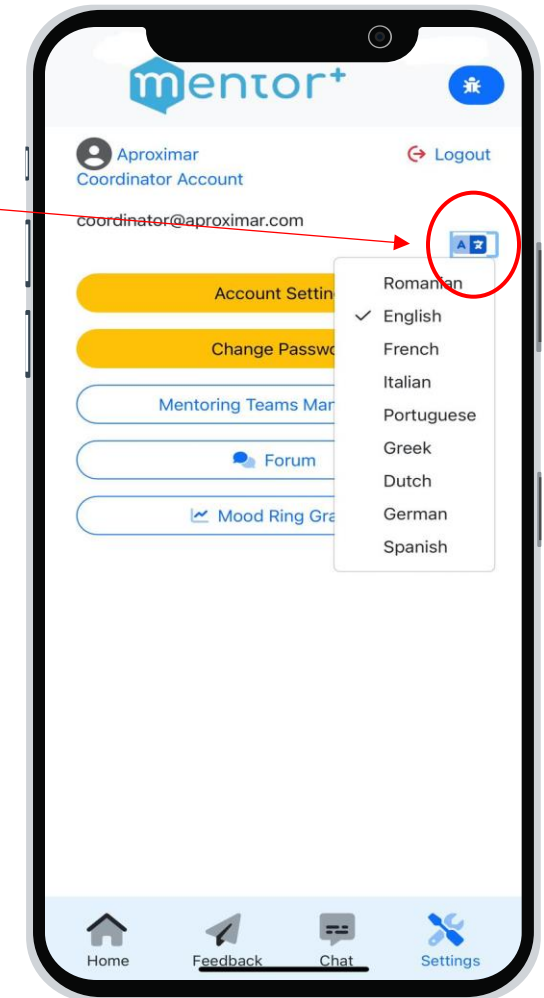 mentor+
Aproximar
Logout
Coordinator Account
coordinator@aproximar.com
Account Settin
Change Passwo
Mentoring Teams Mar
Forum
Mood Ring Gra
Romanian
English
French
Italian
Portuguese
Greek
Dutch
German
Spanish
Home
Feedback
Chat
Settings